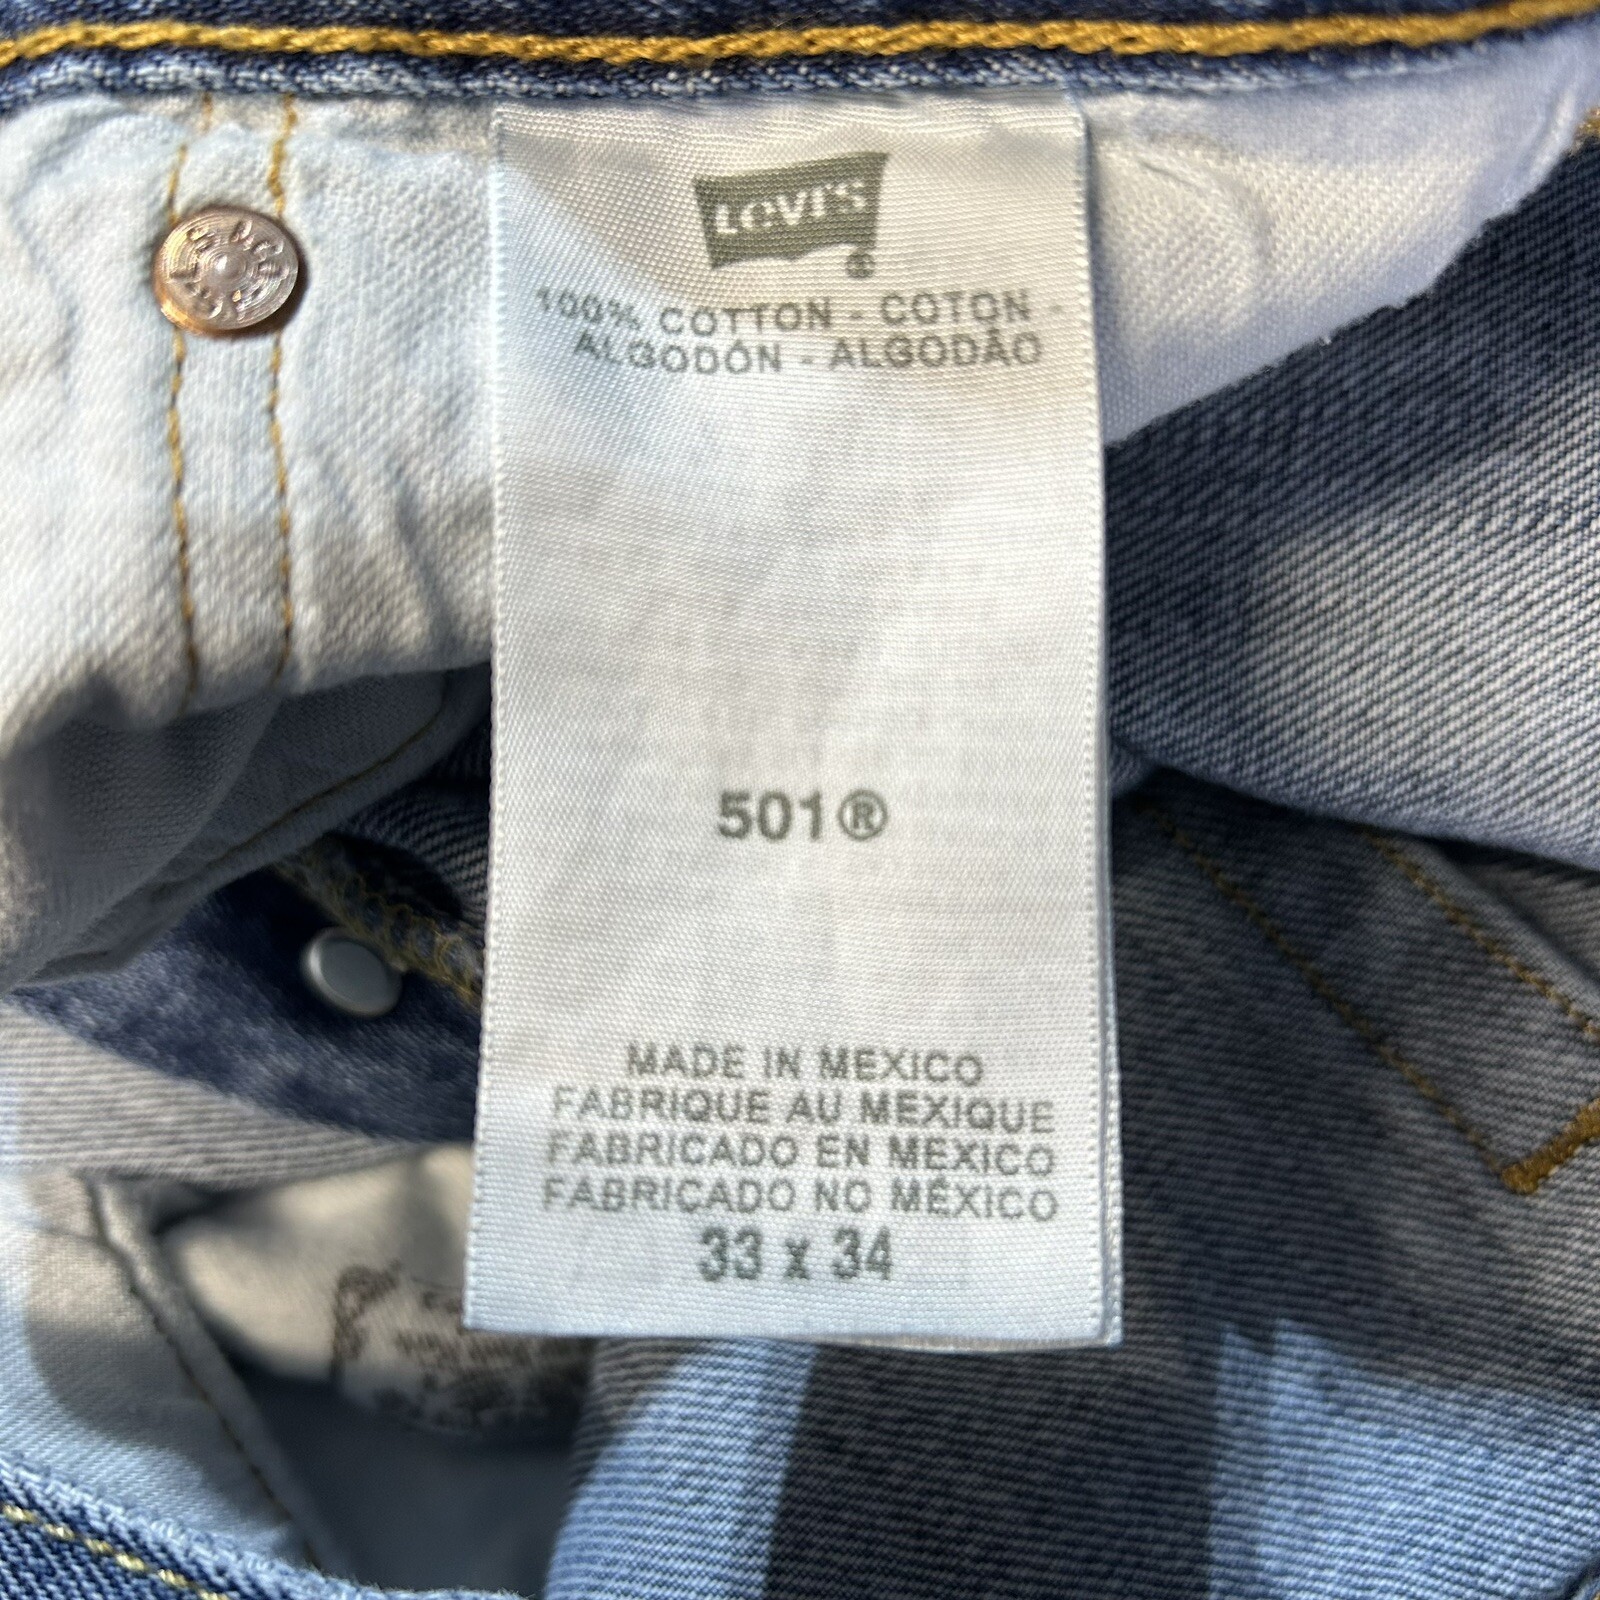 LEVI'S
®
100% COTTON - COTON -
ALGODÓN - ALGODÃO
501®
MADE IN MEXICO
FABRIQUE AU MEXIQUE
FABRICADO EN MÉXICO
FABRICADO NO MÉXICO
33 x 34